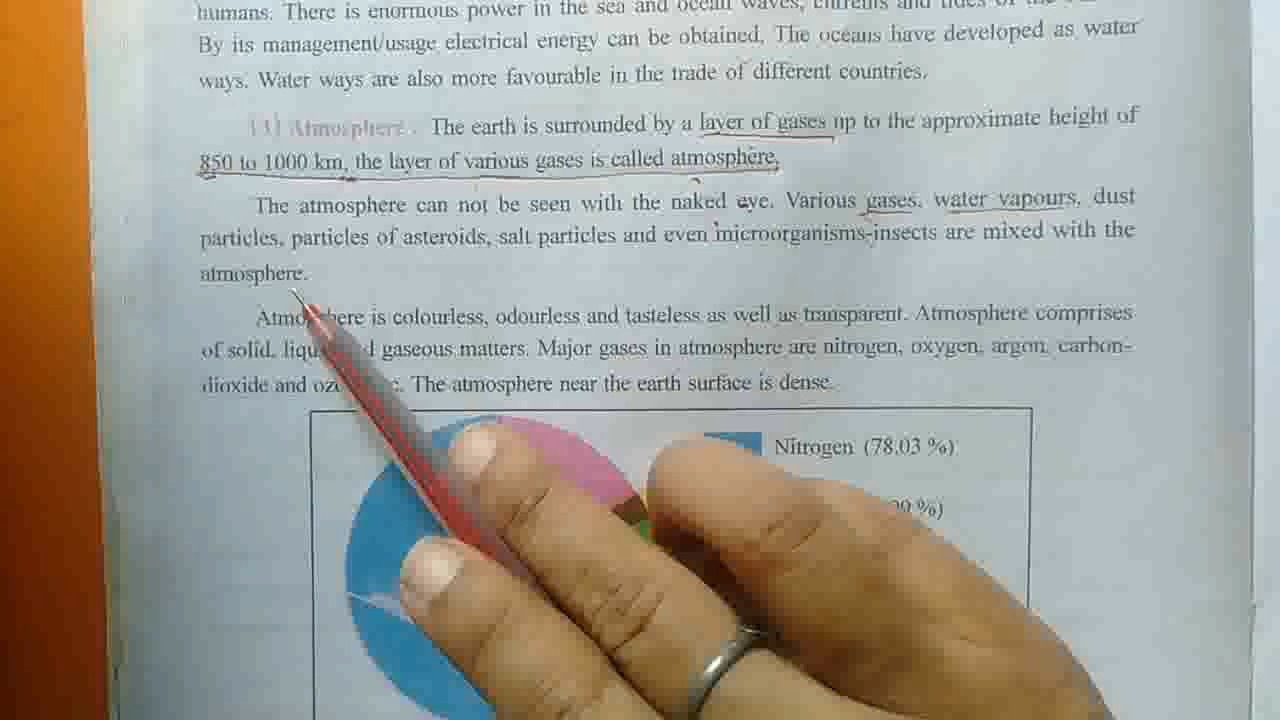 humans. There is enormous power in the sea and ocean waves, and tides of the
By its management/usage electrical energy can be obtained. The oceans have developed as water
ways. Water ways are also more favourable in the trade of different countries.
Atmosphere : The earth is surrounded by a layer of gases up to the approximate height of
850 to 1000 km, the layer of various gases is called atmosphere.
The atmosphere can not be seen with the naked eye. Various gases, water vapours, dust
particles, particles of asteroids, salt particles and even microorganisms-insects are mixed with the
atmosphere.
Atmosphere is colourless, odourless and tasteless as well as transparent. Atmosphere comprises
of solid, gaseous matters. Major gases in atmosphere are nitrogen, oxygen, argon, carbon-
dioxide and The atmosphere near the earth surface is dense.
Nitrogen (78.03 %)
%)